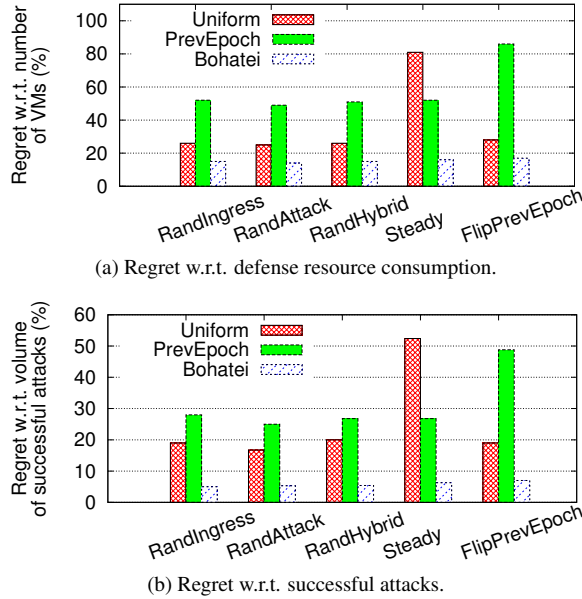 Regret w.r.t. number
of VMs (%)
100
80
60
40
20
0
Uniform
PrevEpoch
Bohatei
RandIngress
RandAttack
RandHybrid
Steady
FlipPrevEpoch
(a) Regret w.r.t. defense resource consumption.
Regret w.r.t. volume
of successful attacks (%)
60
50
40
30
20
10
0
Uniform
PrevEpoch
Bohatei
RandIngress
RandAttack
RandHybrid
Steady
FlipPrevEpoch
(b) Regret w.r.t. successful attacks.